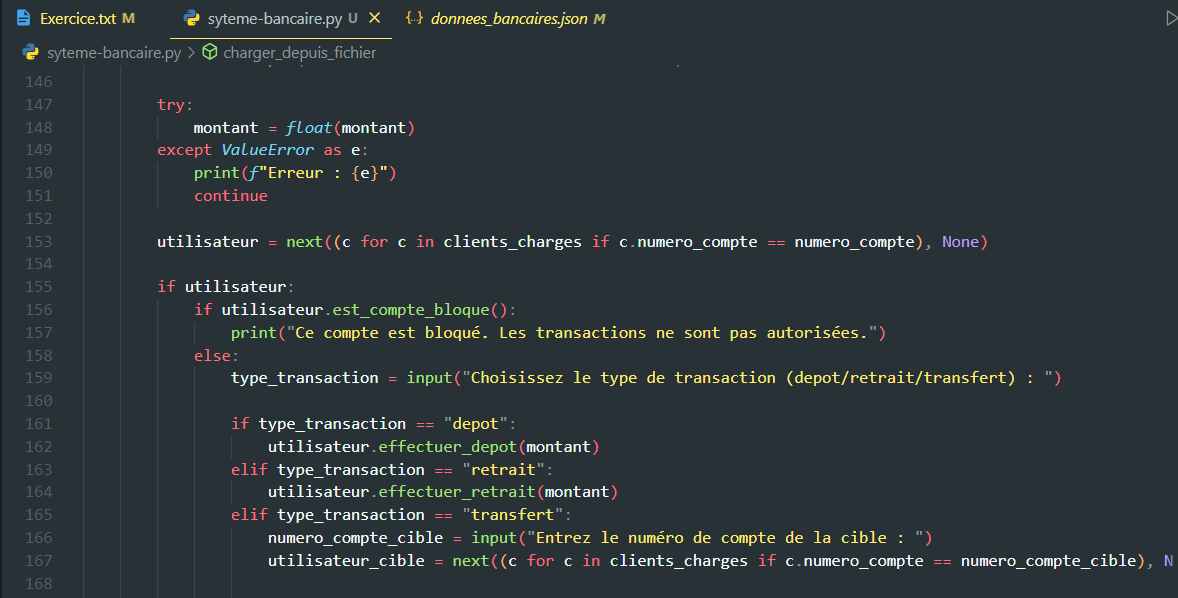 Exercice.txt M syteme-bancaire.py U × {..} donnees_bancaires.json M
syteme-bancaire.py > charger_depuis_fichier
146
147 try:
148 montant = float(montant)
149 except ValueError as e:
150 print(f"Erreur : {e}")
151 continue
152
153 utilisateur = next((c for c in clients_charges if c.numero_compte == numero_compte), None)
154
155 if utilisateur:
156 if utilisateur.est_compte_bloque():
157 print("Ce compte est bloqué. Les transactions ne sont pas autorisées.")
158 else:
159 type_transaction = input("Choisissez le type de transaction (depot/retrait/transfert) : ")
160
161 if type_transaction == "depot":
162 utilisateur.effectuer_depot(montant)
163 elif type_transaction == "retrait":
164 utilisateur.effectuer_retrait(montant)
165 elif type_transaction == "transfert":
166 numero_compte_cible = input("Entrez le numéro de compte de la cible : ")
167 utilisateur_cible = next((c for c in clients_charges if c.numero_compte == numero_compte_cible), N
168